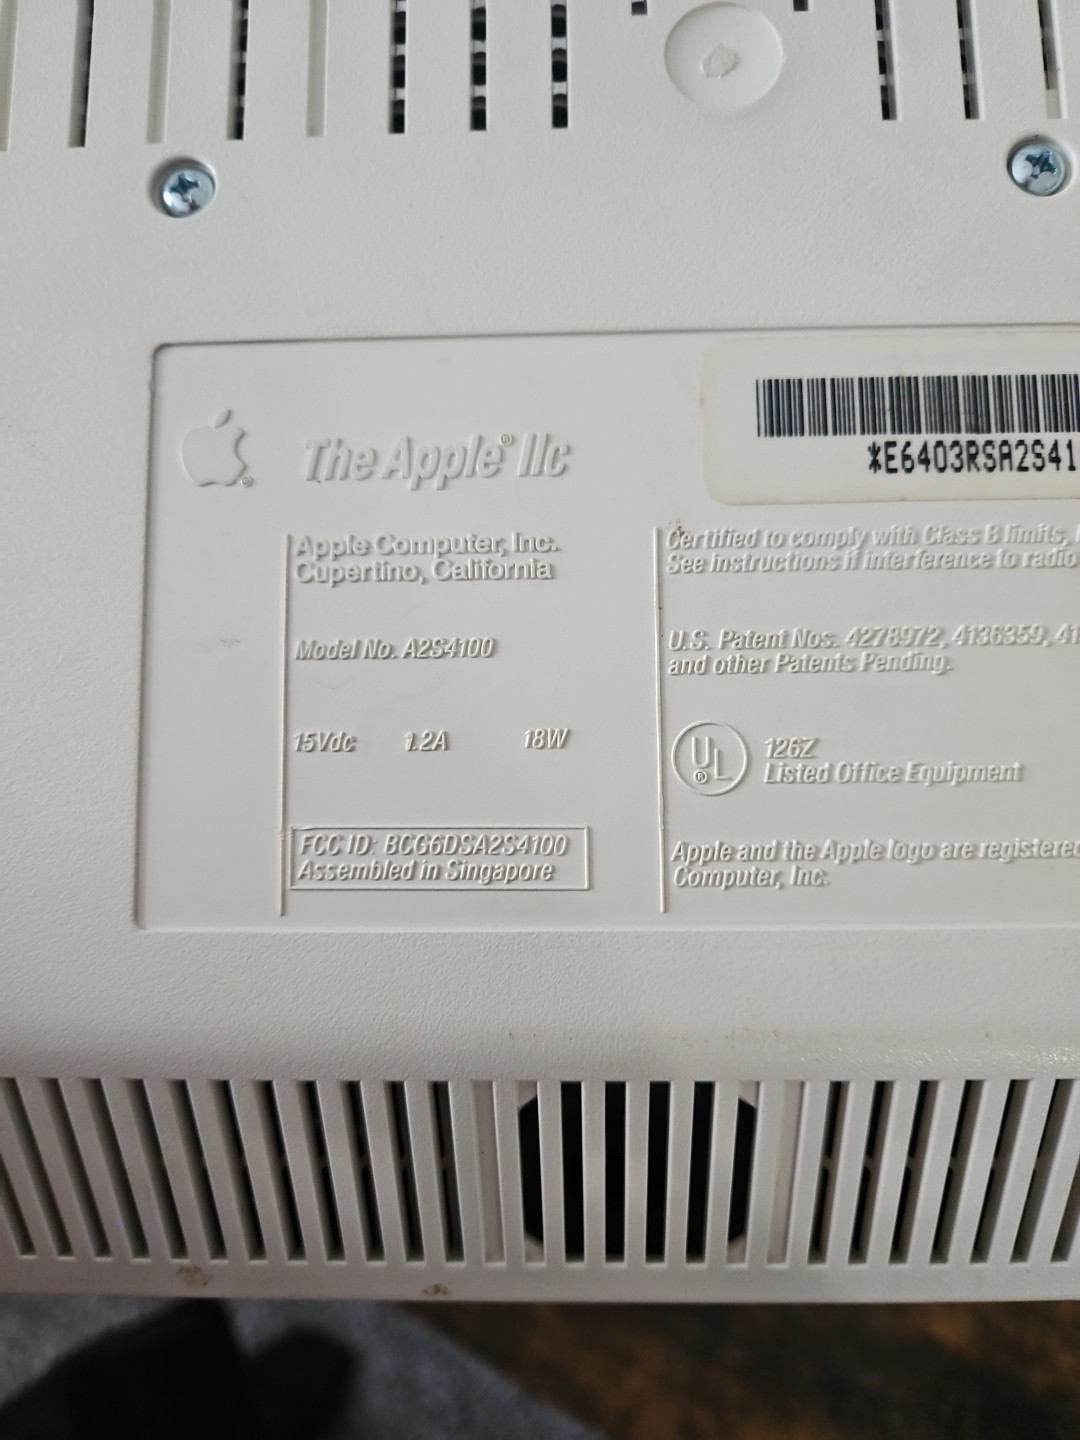 The Apple® IIc
*E6403RSA2S41
Apple Computer, Inc.
Cupertino, California
Model No. A2S4100
15Vdc 1.2A 18W
FCC ID: BCG6DSA2S4100
Assembled in Singapore
Certified to comply with Class B limits,
See instructions if interference to radio
U.S. Patent Nos. 4278972, 4136359, 41
and other Patents Pending.
UL®
126Z
Listed Office Equipment
Apple and the Apple logo are registered
Computer, Inc.